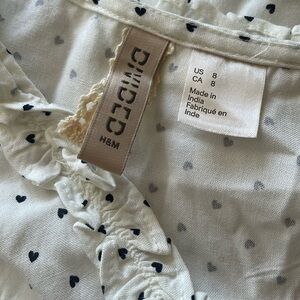 DIVIDED
H&M
US 8
CA 8
Made in
India
Fabriqué en
Inde